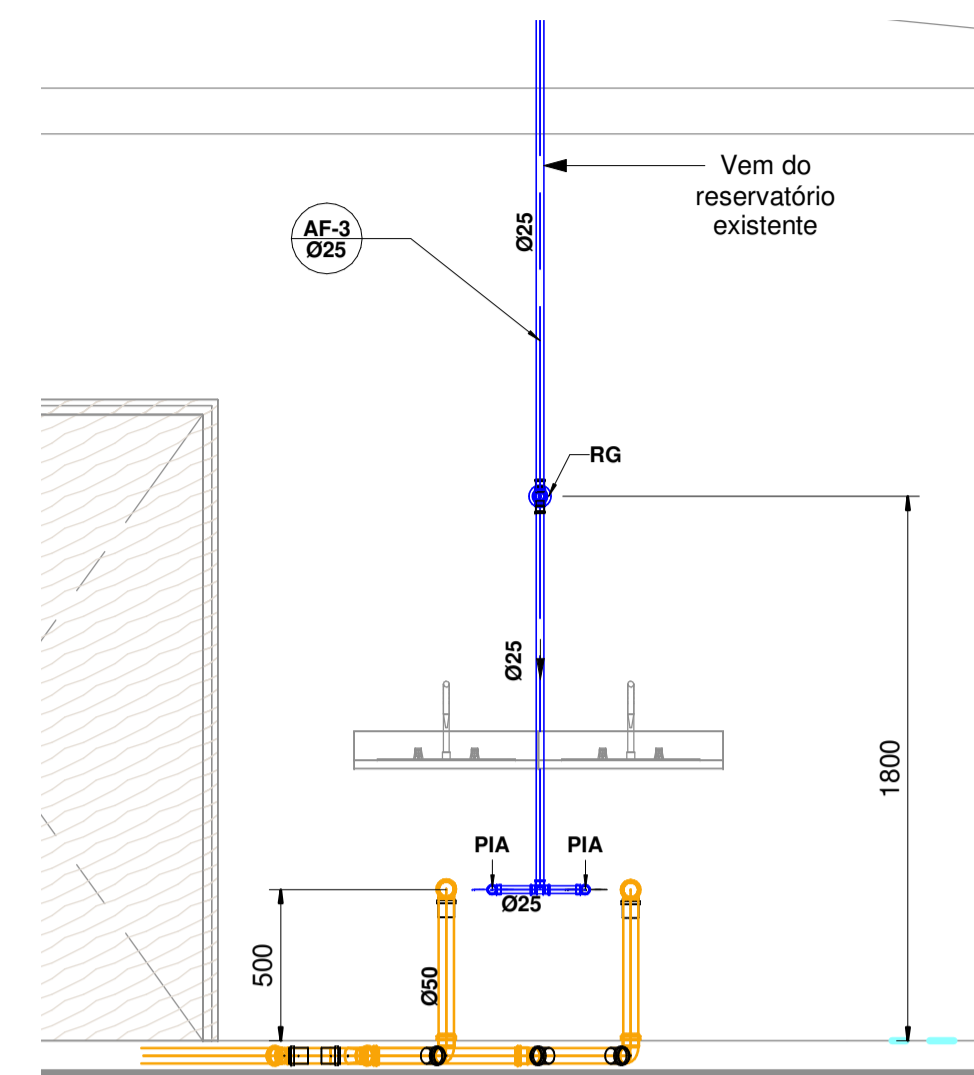 Vem do
reservatório
existente
AF-3
Ø25
Ø25
RG
Ø25
1800
PIA
PIA
Ø25
500
Ø50